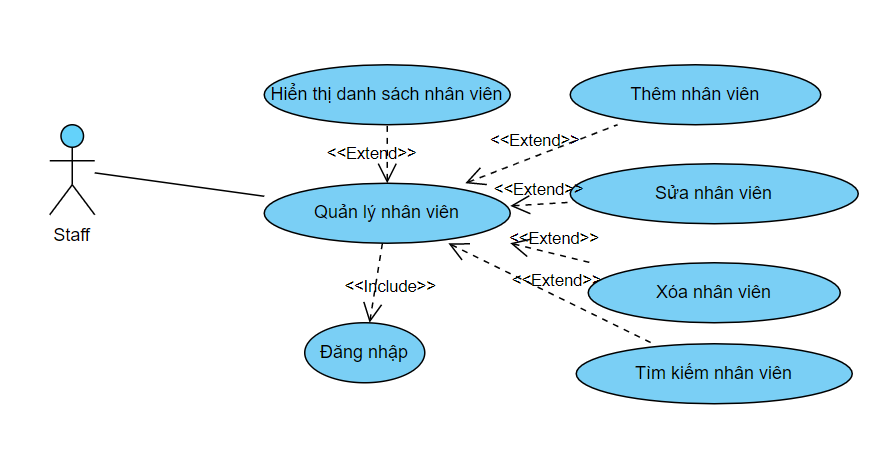 Hiển thị danh sách nhân viên
Thêm nhân viên
<<Extend>>
<<Extend>>
Sửa nhân viên
<<Extend>>
Quản lý nhân viên
Staff
<<Extend>>
<<Extend>>
<<Include>>
Xóa nhân viên
Đăng nhập
Tìm kiếm nhân viên